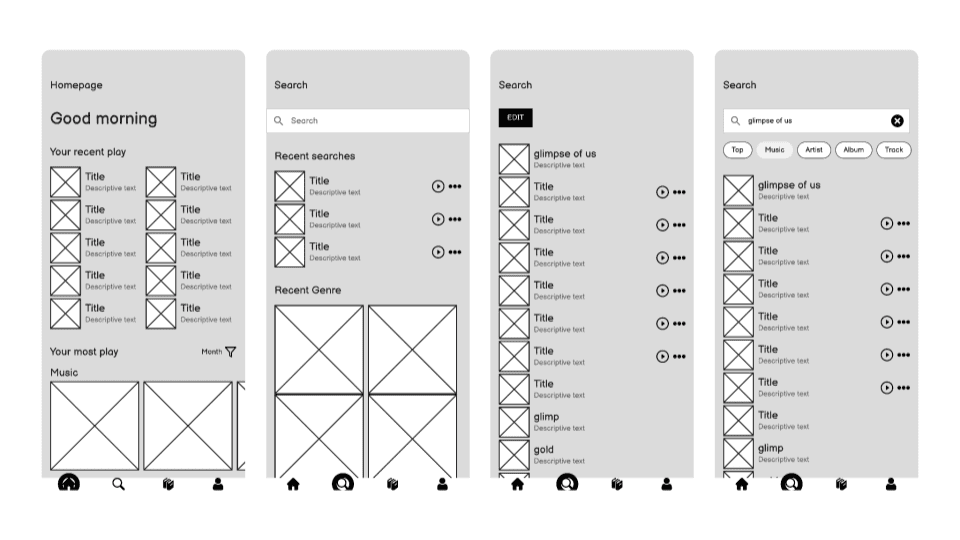 Homepage
Good morning
Your recent play
Title
Descriptive text
Title
Descriptive text
Title
Descriptive text
Title
Descriptive text
Title
Descriptive text
Title
Descriptive text
Title
Descriptive text
Title
Descriptive text
Title
Descriptive text
Title
Descriptive text
Your most play
Month
Music
Search
Search
Recent searches
Title
Descriptive text
Title
Descriptive text
Title
Descriptive text
Recent Genre
Search
EDIT
glimpse of us
Descriptive text
Title
Descriptive text
Title
Descriptive text
Title
Descriptive text
Title
Descriptive text
Title
Descriptive text
Title
Descriptive text
Title
Descriptive text
glimp
Descriptive text
gold
Descriptive text
Search
glimpse of us
Top
Music
Artist
Album
Track
glimpse of us
Descriptive text
Title
Descriptive text
Title
Descriptive text
Title
Descriptive text
Title
Descriptive text
Title
Descriptive text
Title
Descriptive text
Title
Descriptive text
glimp
Descriptive text